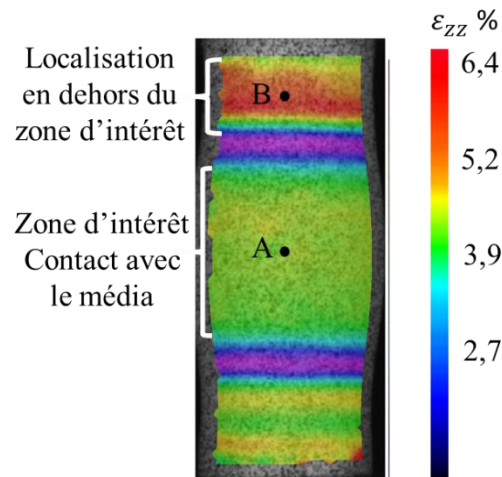 ε_zz %
Localisation
en dehors du
zone d’intérêt
B
6,4
5,2
Zone d’intérêt
Contact avec
le média
A
3,9
2,7